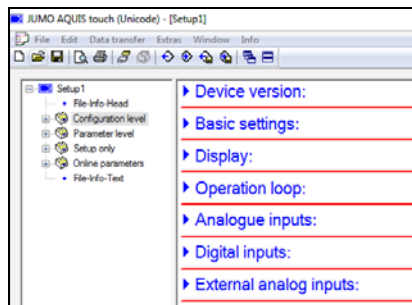 JUMO AQUIS touch (Unicode) - [Setup1]
File Edit Data transfer Extras Window Info
Setup1
File-Info-Head
Configuration level
Parameter level
Setup only
Online parameters
File-Info-Text
Device version:
Basic settings:
Display:
Operation loop:
Analogue inputs:
Digital inputs:
External analog inputs: